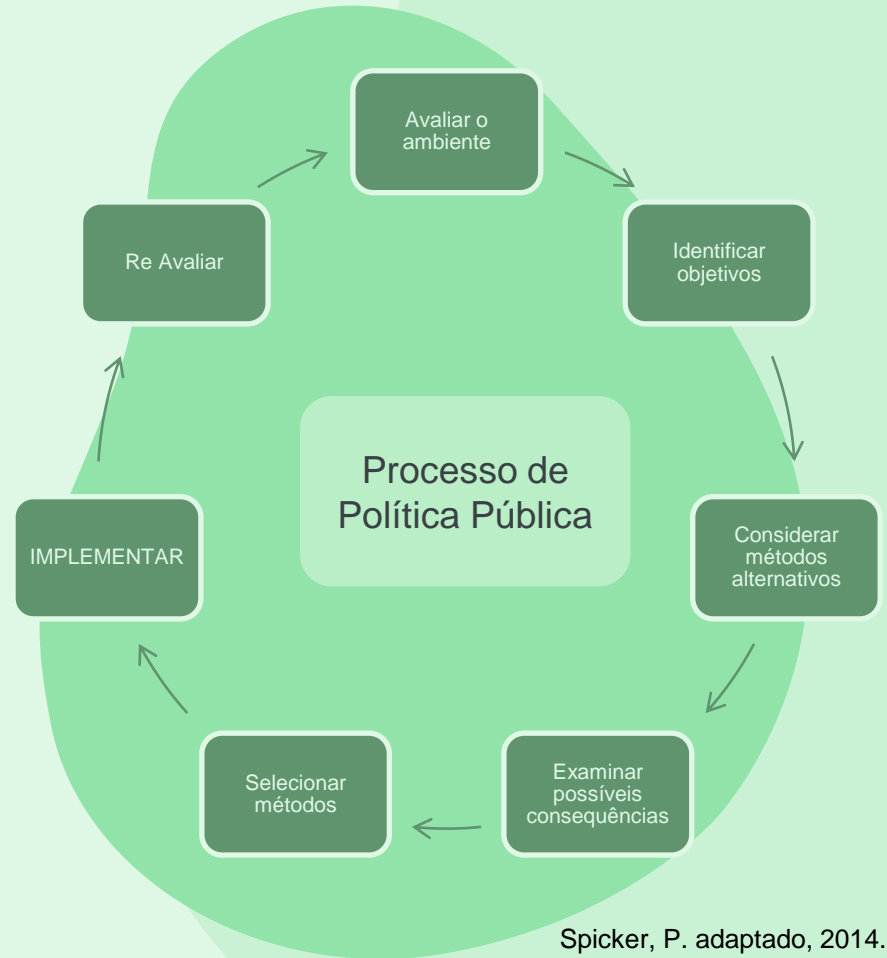 Avaliar o
ambiente
Identificar
objetivos
Considerar
métodos
alternativos
Examinar
possíveis
consequências
Selecionar
métodos
IMPLEMENTAR
Re Avaliar
Processo de
Política Pública
Spicker, P. adaptado, 2014.